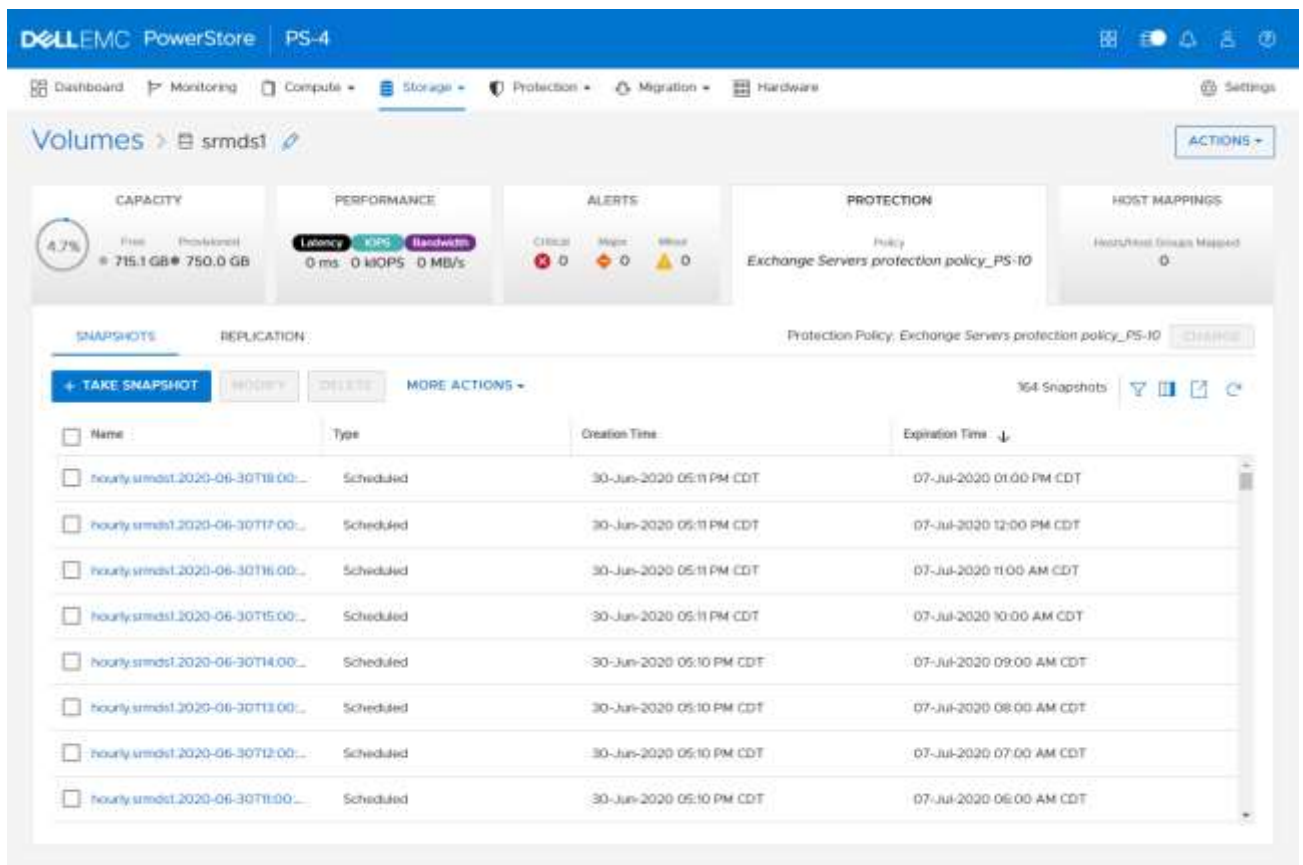 DELLEMC PowerStore PS-4
Dashboard Monitoring Compute Storage Protection Migration Hardware Settings
Volumes > srmds1 ACTIONS
CAPACITY PERFORMANCE ALERTS PROTECTION HOST MAPPINGS
4.7% Free Provisioned Latency IOPS Bandwidth Critical Major Minor Policy Hosts/Host Groups Mapped
715.1 GB 750.0 GB 0 ms 0 kIOPS 0 MB/s 0 0 0 Exchange Servers protection policy_PS-10 0
SNAPSHOTS REPLICATION Protection Policy: Exchange Servers protection policy_PS-10 CHANGE
+ TAKE SNAPSHOT MODIFY DELETE MORE ACTIONS 164 Snapshots
Name Type Creation Time Expiration Time
hourly.srmds1.2020-06-30T18:00:... Scheduled 30-Jun-2020 05:11 PM CDT 07-Jul-2020 01:00 PM CDT
hourly.srmds1.2020-06-30T17:00:... Scheduled 30-Jun-2020 05:11 PM CDT 07-Jul-2020 12:00 PM CDT
hourly.srmds1.2020-06-30T16:00:... Scheduled 30-Jun-2020 05:11 PM CDT 07-Jul-2020 11:00 AM CDT
hourly.srmds1.2020-06-30T15:00:... Scheduled 30-Jun-2020 05:11 PM CDT 07-Jul-2020 10:00 AM CDT
hourly.srmds1.2020-06-30T14:00:... Scheduled 30-Jun-2020 05:10 PM CDT 07-Jul-2020 09:00 AM CDT
hourly.srmds1.2020-06-30T13:00:... Scheduled 30-Jun-2020 05:10 PM CDT 07-Jul-2020 08:00 AM CDT
hourly.srmds1.2020-06-30T12:00:... Scheduled 30-Jun-2020 05:10 PM CDT 07-Jul-2020 07:00 AM CDT
hourly.srmds1.2020-06-30T11:00:... Scheduled 30-Jun-2020 05:10 PM CDT 07-Jul-2020 06:00 AM CDT